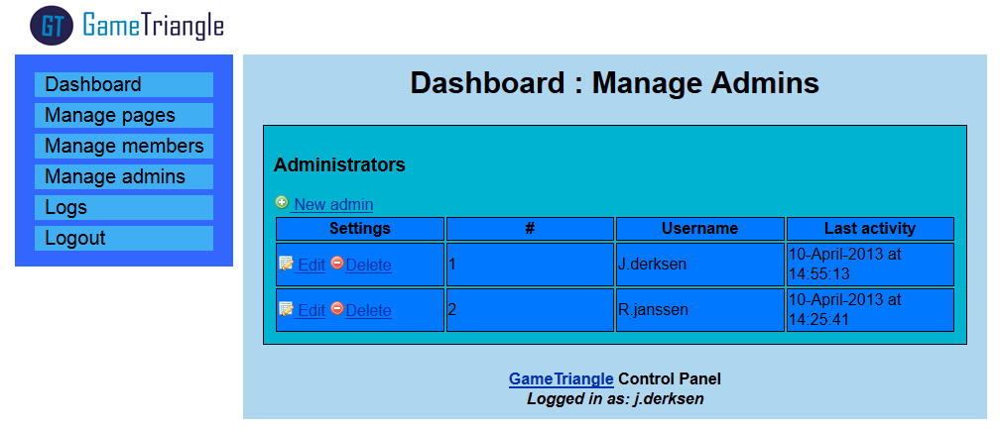 GT GameTriangle
Dashboard
Manage pages
Manage members
Manage admins
Logs
Logout
Dashboard : Manage Admins
Administrators
New admin
Settings # Username Last activity
Edit Delete 1 J.derksen 10-April-2013 at
14:55:13
Edit Delete 2 R.janssen 10-April-2013 at
14:25:41
GameTriangle Control Panel
Logged in as: j.derksen